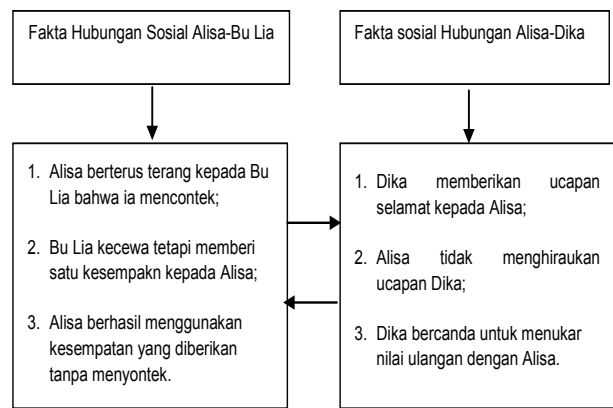 Fakta Hubungan Sosial Alisa-Bu Lia
Fakta sosial Hubungan Alisa-Dika
1. Alisa berterus terang kepada Bu
Lia bahwa ia mencontek;
2. Bu Lia kecewa tetapi memberi
satu kesempakn kepada Alisa;
3. Alisa berhasil menggunakan
kesempatan yang diberikan
tanpa menyontek.
1. Dika memberikan ucapan
selamat kepada Alisa;
2. Alisa tidak menghiraukan
ucapan Dika;
3. Dika bercanda untuk menukar
nilai ulangan dengan Alisa.